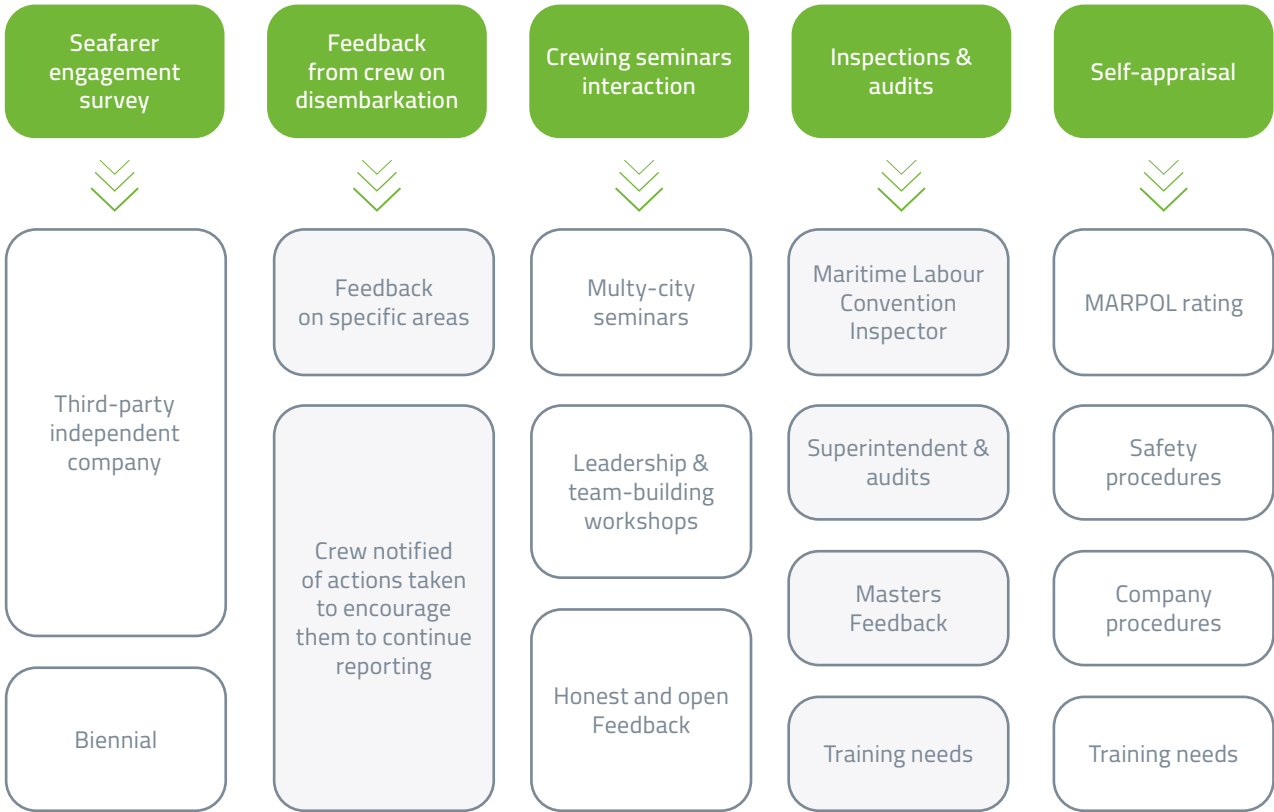 Seafarer
engagement
survey
Feedback
from crew on
disembarkation
Crewing seminars
interaction
Inspections &
audits
Self-appraisal
Third-party
independent
company
Biennial
Feedback
on specific areas
Crew notified
of actions taken
to encourage
them to continue
reporting
Multy-city
seminars
Leadership &
team-building
workshops
Honest and open
Feedback
Maritime Labour
Convention
Inspector
Superintendent &
audits
Masters
Feedback
Training needs
MARPOL rating
Safety
procedures
Company
procedures
Training needs